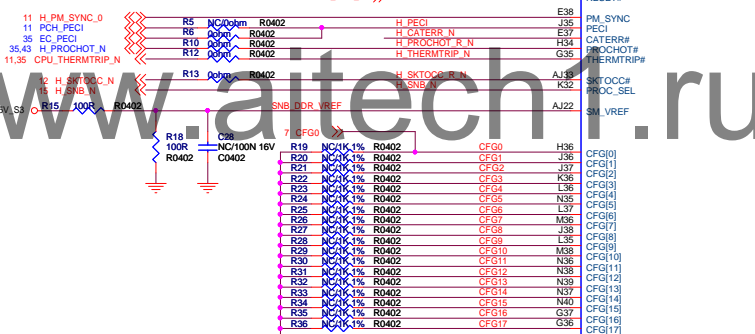 E38 PM_SYNC
11 H_PM_SYNC_0
11 PCH_PECI R5 NC/0ohm R0402 H_PECI J35 PECI
35 EC_PECI R6 0ohm R0402 H_CATERR_N E37 CATERR#
35,43 H_PROCHOT_N R10 0ohm R0402 H_PROCHOT_R_N H34 PROCHOT#
11,35 CPU_THERMTRIP_N R12 0ohm R0402 H_THERMTRIP_N G35 THERMTRIP#
12 H_SKTOCC_N R13 0ohm R0402 H_SKTOCC_R_N AJ33 SKTOCC#
15 H_SNB_N H_SNB_N K32 PROC_SEL
5V_S3 R15 100R R0402 SNB_DDR_VREF AJ22 SM_VREF
www.aitech1.ru
R18 100R R0402
C28 NC/100N 16V C0402
7 CFG0
R19 NC/1K,1% R0402 CFG0 H36 CFG[0]
R20 NC/1K,1% R0402 CFG1 J36 CFG[1]
R21 NC/1K,1% R0402 CFG2 J37 CFG[2]
R22 NC/1K,1% R0402 CFG3 K36 CFG[3]
R23 NC/1K,1% R0402 CFG4 L36 CFG[4]
R24 NC/1K,1% R0402 CFG5 N35 CFG[5]
R25 NC/1K,1% R0402 CFG6 L37 CFG[6]
R26 NC/1K,1% R0402 CFG7 M36 CFG[7]
R27 NC/1K,1% R0402 CFG8 J38 CFG[8]
R28 NC/1K,1% R0402 CFG9 L35 CFG[9]
R29 NC/1K,1% R0402 CFG10 M38 CFG[10]
R30 NC/1K,1% R0402 CFG11 N36 CFG[11]
R31 NC/1K,1% R0402 CFG12 N38 CFG[12]
R32 NC/1K,1% R0402 CFG13 N39 CFG[13]
R33 NC/1K,1% R0402 CFG14 N37 CFG[14]
R34 NC/1K,1% R0402 CFG15 N40 CFG[15]
R35 NC/1K,1% R0402 CFG16 G37 CFG[16]
R36 NC/1K,1% R0402 CFG17 G36 CFG[17]